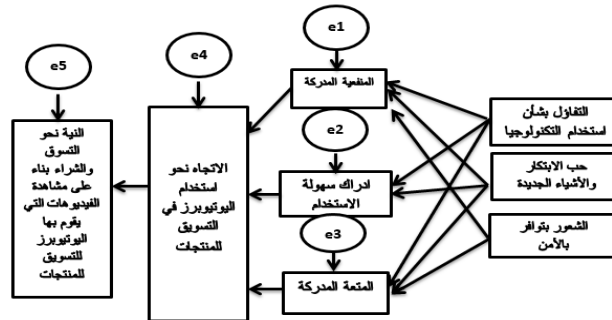 e1
e4
e5
المنفعية المدركة
e2
التفاؤل بشأن
استخدام التكنولوجيا
النية نحو
التسوق
والشراء بناء
على مشاهدة
الفيديوهات التي
يقوم بها
اليوتيوبرز
للتسويق
للمنتجات
الاتجاه نحو
استخدام
اليوتيوبرز في
التسويق
للمنتجات
ادراك سهولة
الاستخدام
حب الابتكار
والأشياء الجديدة
e3
الشعور بتوافر
بالأمن
المتعة المدركة